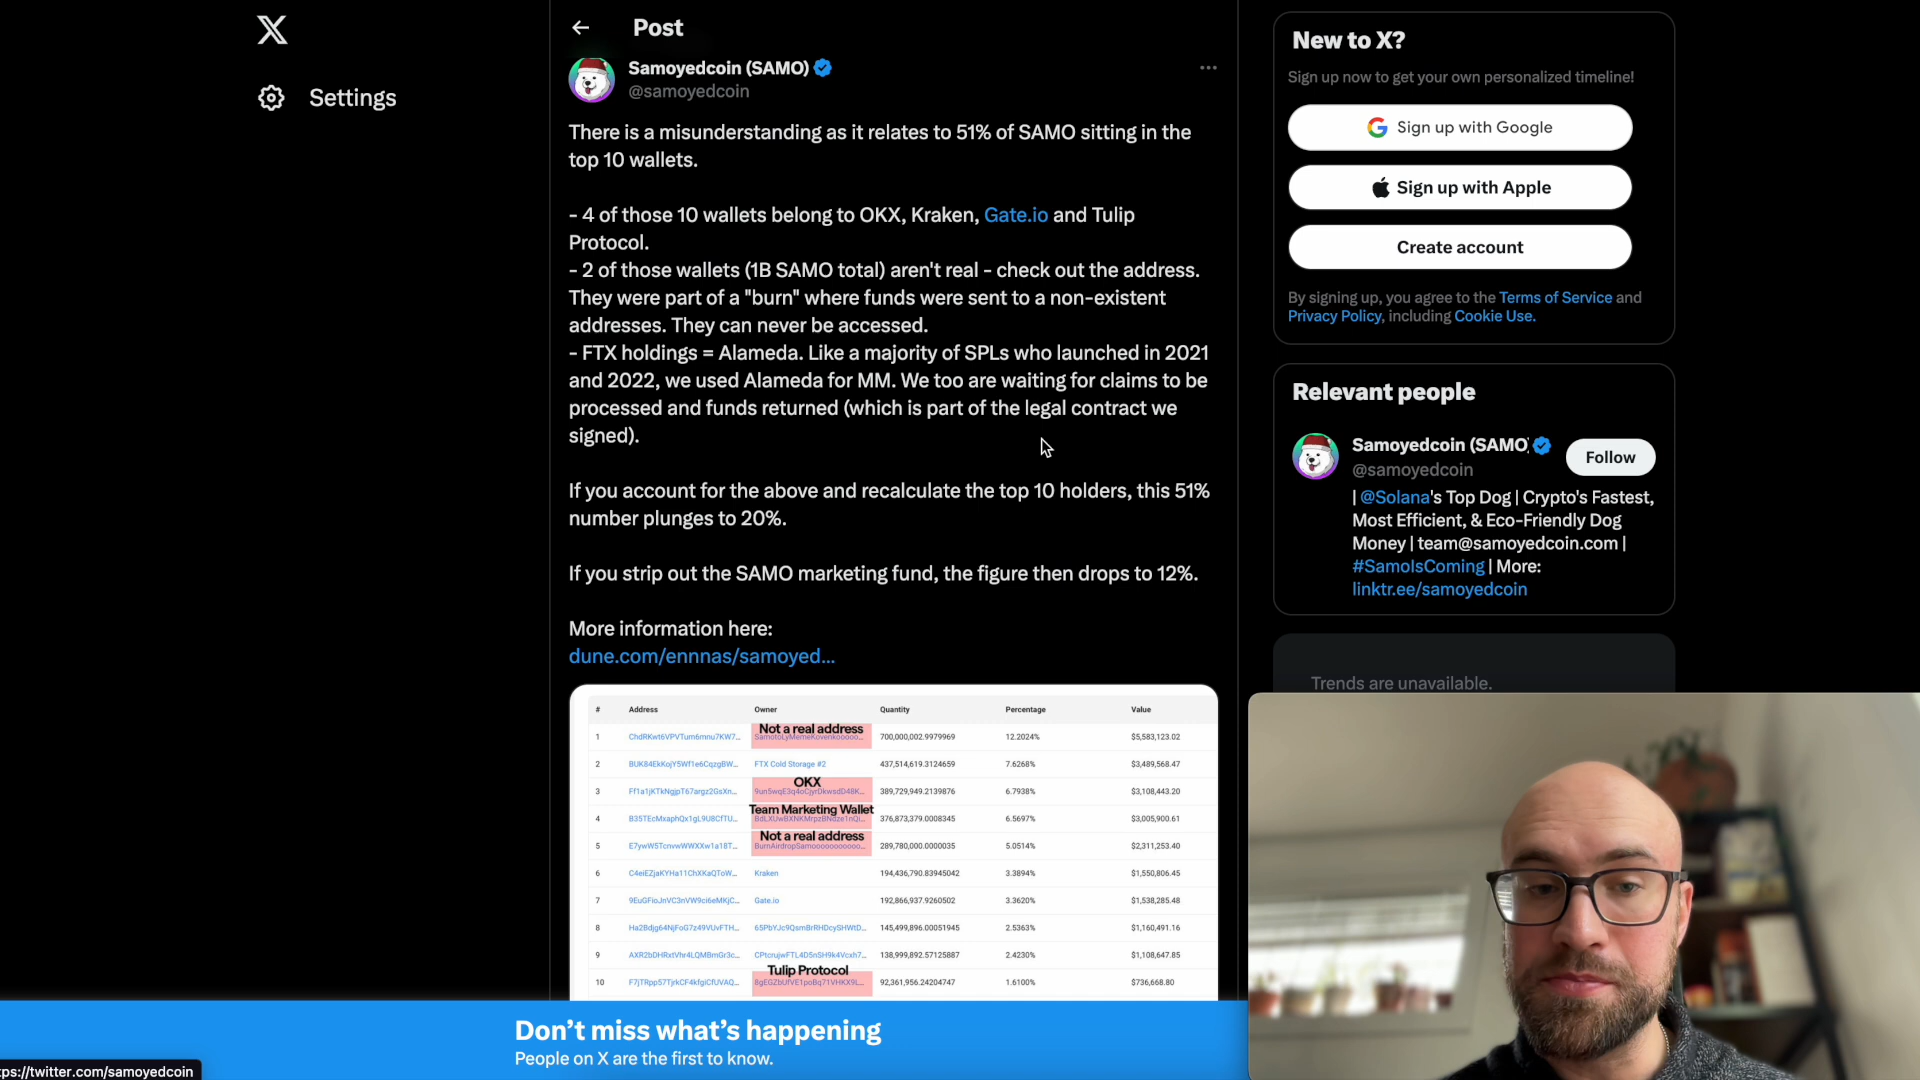 Post
Settings
Samoyedcoin (SAMO)
@samoyedcoin
There is a misunderstanding as it relates to 51% of SAMO sitting in the
top 10 wallets.
- 4 of those 10 wallets belong to OKX, Kraken, Gate.io and Tulip
Protocol.
- 2 of those wallets (1B SAMO total) aren't real - check out the address.
They were part of a "burn" where funds were sent to a non-existent
addresses. They can never be accessed.
- FTX holdings = Alameda. Like a majority of SPLs who launched in 2021
and 2022, we used Alameda for MM. We too are waiting for claims to be
processed and funds returned (which is part of the legal contract we
signed).
If you account for the above and recalculate the top 10 holders, this 51%
number plunges to 20%.
If you strip out the SAMO marketing fund, the figure then drops to 12%.
More information here:
dune.com/ennnas/samoyed...
# Address Owner Quantity Percentage Value
1 Not a real address 700,000,002.9979969 12.2024% $5,583,123.02
2 FTX Cold Storage #2 437,514,619.3124659 7.6268% $3,489,568.47
3 OKX 389,729,949.2139876 6.7938% $3,108,443.20
4 Team Marketing Wallet 376,873,379.0008345 6.5697% $3,005,900.61
5 Not a real address 289,780,000.0000035 5.0514% $2,311,253.40
6 Kraken 194,436,790.83945042 3.3894% $1,550,806.45
7 Gate.io 192,866,937.9260502 3.3620% $1,538,285.48
8 145,499,896.00051945 2.5363% $1,160,491.16
9 138,999,892.57125887 2.4230% $1,108,647.85
10 Tulip Protocol 92,361,956.24204747 1.6100% $736,668.80
New to X?
Sign up now to get your own personalized timeline!
Sign up with Google
Sign up with Apple
Create account
By signing up, you agree to the Terms of Service and
Privacy Policy, including Cookie Use.
Relevant people
Samoyedcoin (SAMO)
@samoyedcoin
Follow
| @Solana's Top Dog | Crypto's Fastest,
Most Efficient, & Eco-Friendly Dog
Money | team@samoyedcoin.com |
#SamoIsComing | More:
linktr.ee/samoyedcoin
Trends are unavailable.
Don't miss what's happening
People on X are the first to know.
ps://twitter.com/samoyedcoin